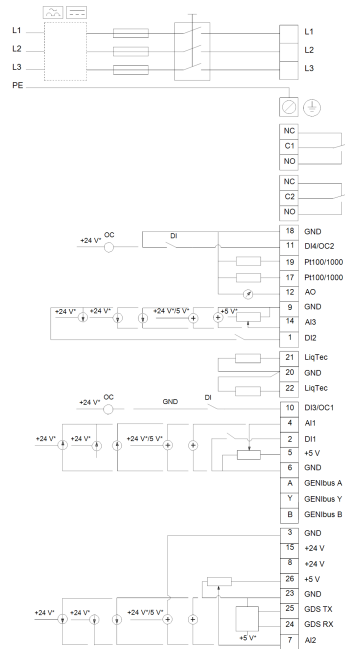 L1 L1
L2 L2
L3 L3
PE
NC
C1
NO
NC
C2
NO
18 GND
+24 V* OC DI 11 DI4/OC2
19 Pt100/1000
17 Pt100/1000
12 AO
9 GND
+24 V* +24 V* +24 V*/5 V* +5 V*
14 AI3
1 DI2
21 LiqTec
20 GND
22 LiqTec
+24 V* OC GND DI 10 DI3/OC1
4 AI1
+24 V* +24 V* +24 V*/5 V* 2 DI1
5 +5 V
6 GND
A GENIbus A
Y GENIbus Y
B GENIbus B
3 GND
15 +24 V
8 +24 V
26 +5 V
23 GND
+24 V* +24 V* +24 V*/5 V* 25 GDS TX
24 GDS RX
+5 V* 7 AI2